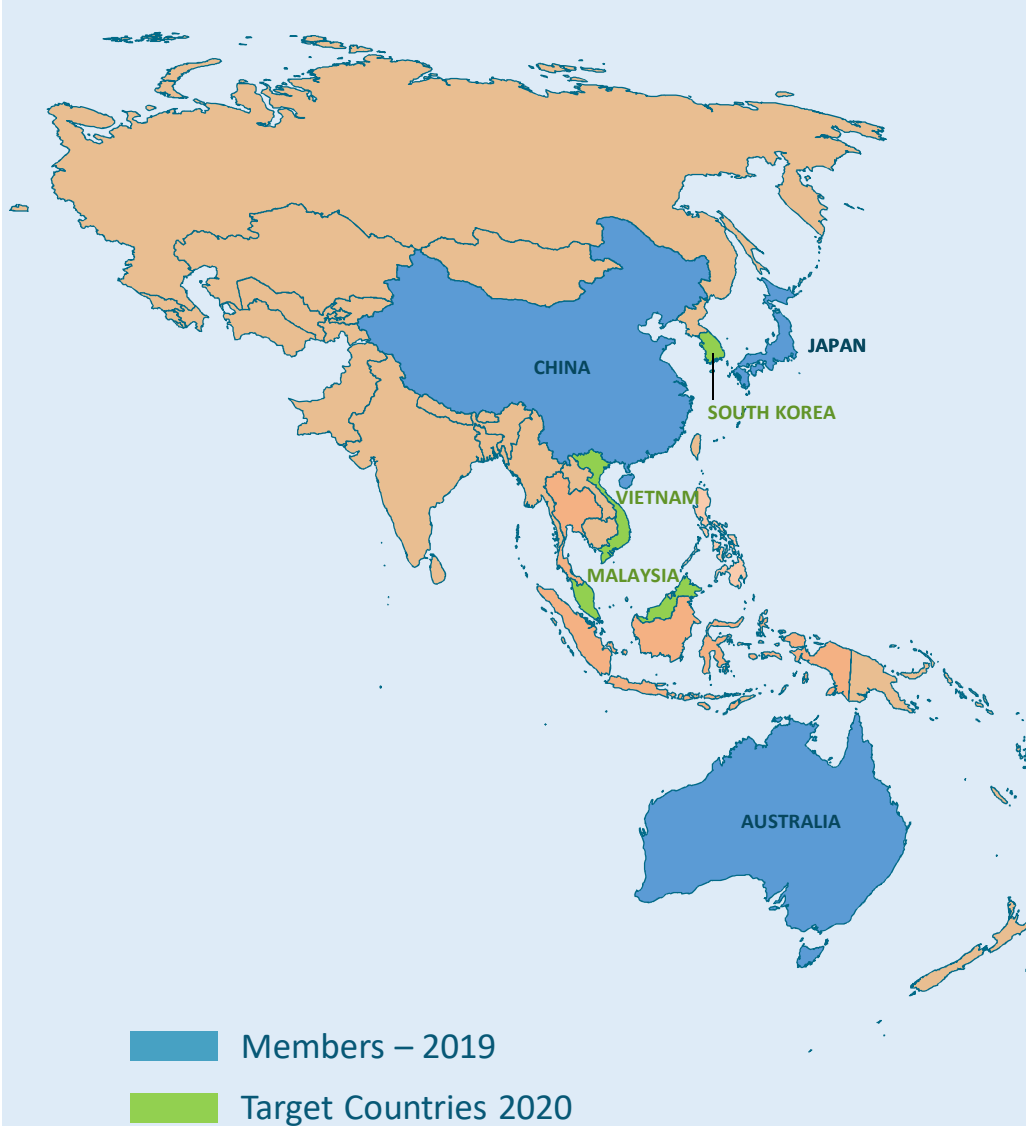 JAPAN
CHINA
SOUTH KOREA
VIETNAM
MALAYSIA
AUSTRALIA
Members – 2019
Target Countries 2020